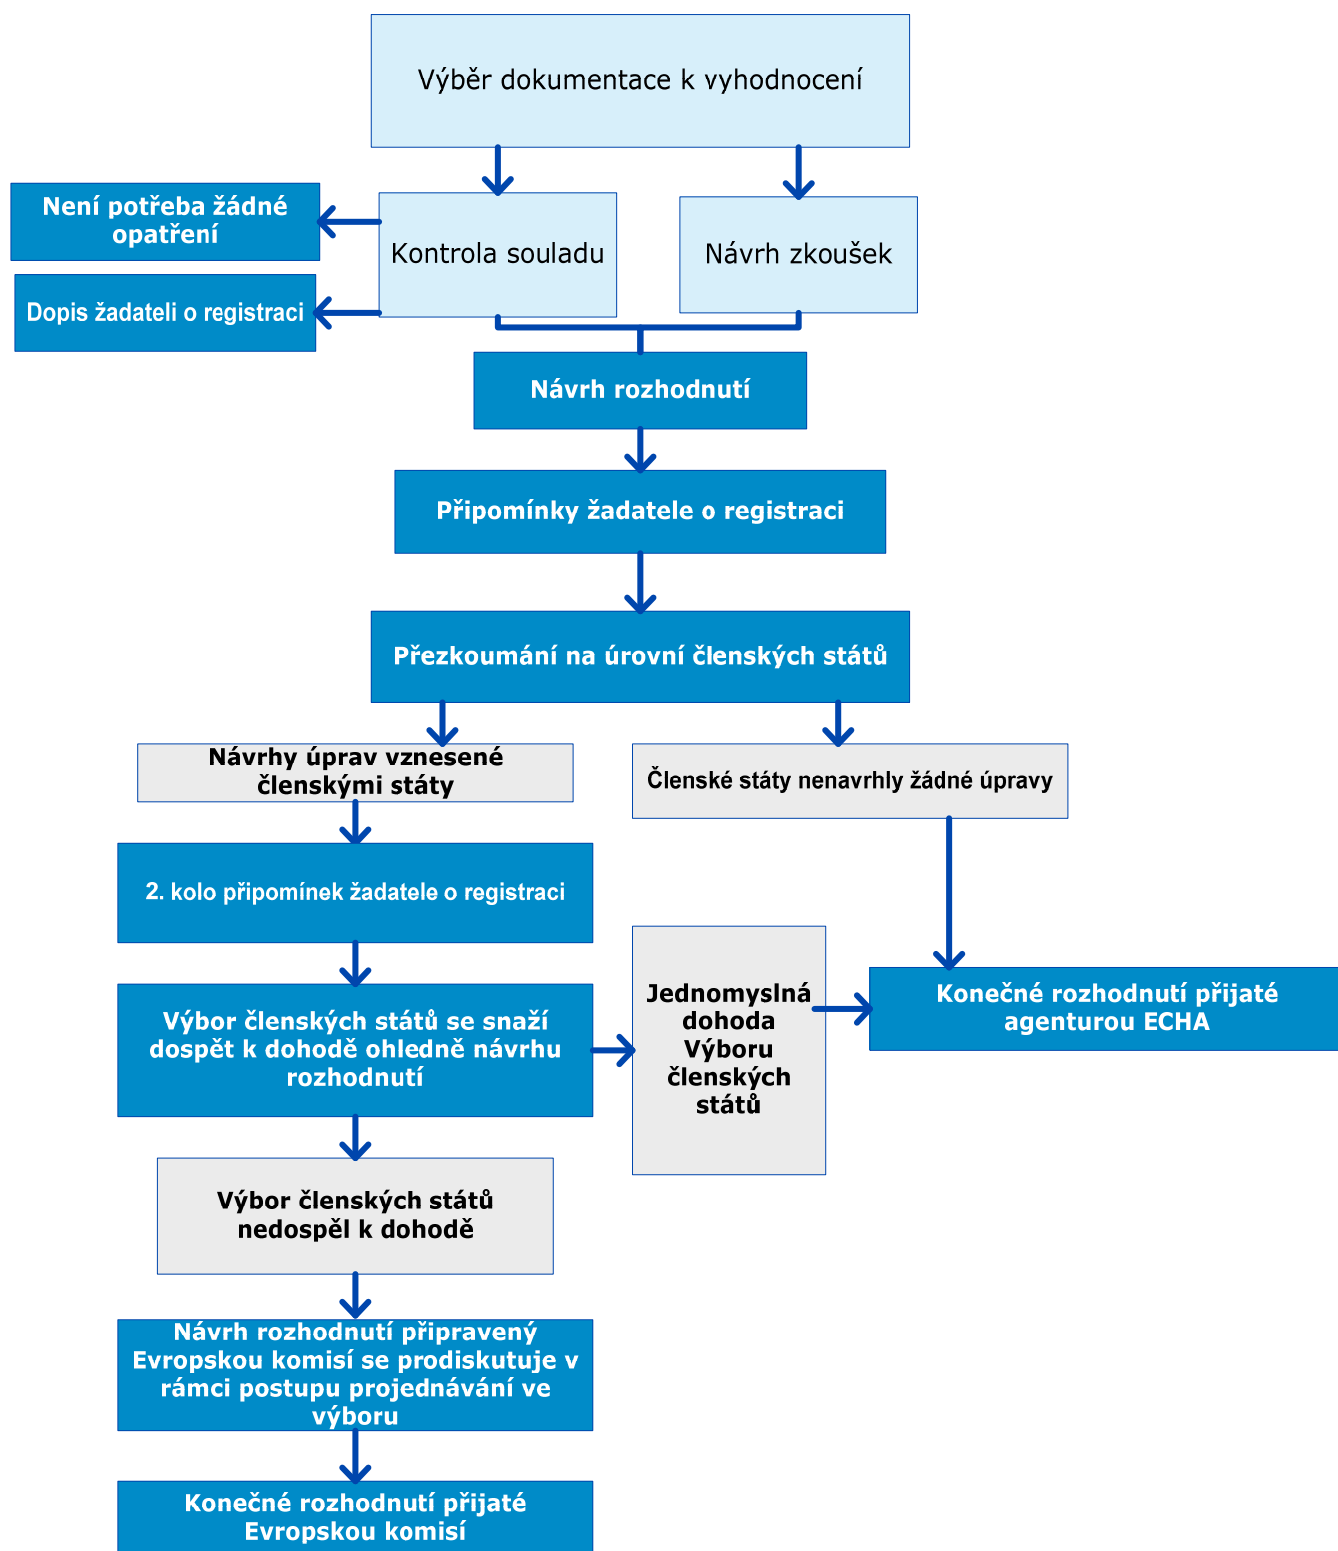 Výběr dokumentace k vyhodnocení
Není potřeba žádné
opatření
Kontrola souladu
Návrh zkoušek
Dopis žadateli o registraci
Návrh rozhodnutí
Připomínky žadatele o registraci
Přezkoumání na úrovní členských států
Návrhy úprav vznesené
členskými státy
Členské státy nenavrhly žádné úpravy
2. kolo připomínek žadatele o registraci
Výbor členských států se snaží
dospět k dohodě ohledně návrhu
rozhodnutí
Jednomyslná
dohoda
Výboru
členských
států
Konečné rozhodnutí přijaté
agenturou ECHA
Výbor členských států
nedospěl k dohodě
Návrh rozhodnutí připravený
Evropskou komisí se prodiskutuje v
rámci postupu projednávání ve
výboru
Konečné rozhodnutí přijaté
Evropskou komisí